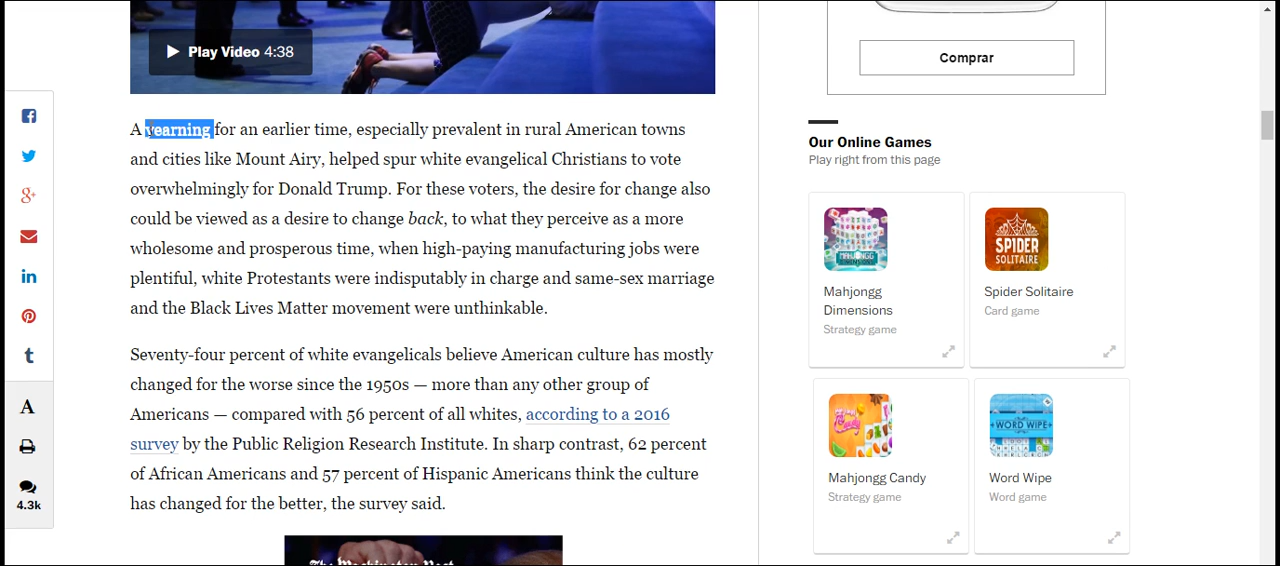 Play Video 4:38
A yearning for an earlier time, especially prevalent in rural American towns
and cities like Mount Airy, helped spur white evangelical Christians to vote
overwhelmingly for Donald Trump. For these voters, the desire for change also
could be viewed as a desire to change back, to what they perceive as a more
wholesome and prosperous time, when high-paying manufacturing jobs were
plentiful, white Protestants were indisputably in charge and same-sex marriage
and the Black Lives Matter movement were unthinkable.
Seventy-four percent of white evangelicals believe American culture has mostly
changed for the worse since the 1950s — more than any other group of
Americans — compared with 56 percent of all whites, according to a 2016
survey by the Public Religion Research Institute. In sharp contrast, 62 percent
of African Americans and 57 percent of Hispanic Americans think the culture
has changed for the better, the survey said.
The Washington Post
8+
in
t
A
4.3k
Comprar
Our Online Games
Play right from this page
MAHJONGG
DIMENSIONS
Mahjongg
Dimensions
Strategy game
SPIDER
SOLITAIRE
Spider Solitaire
Card game
Mahjongg Candy
Strategy game
WORD WIPE
Word Wipe
Word game